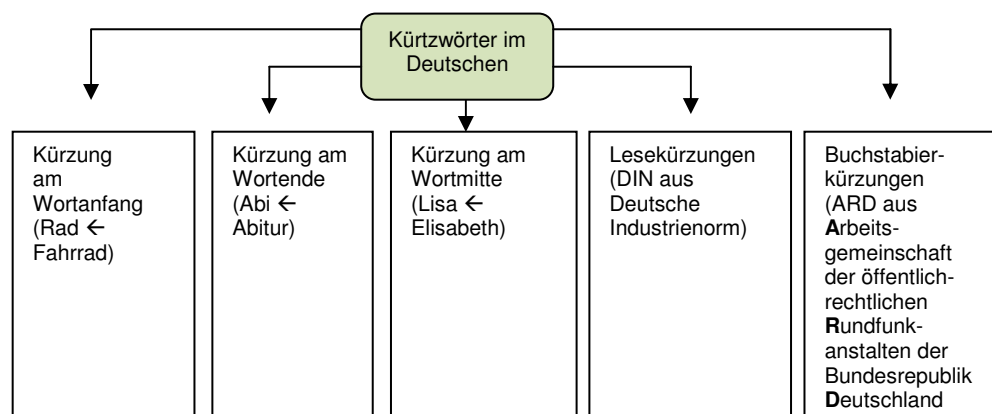 Kürtzwörter im
Deutschen
Kürzung
am
Wortanfang
(Rad ←
Fahrrad)
Kürzung am
Wortende
(Abi ←
Abitur)
Kürzung am
Wortmitte
(Lisa ←
Elisabeth)
Lesekürzungen
(DIN aus
Deutsche
Industrienorm)
Buchstabier-
kürzungen
(ARD aus
Arbeits-
gemeinschaft
der öffentlich-
rechtlichen
Rundfunk-
anstalten der
Bundesrepublik
Deutschland